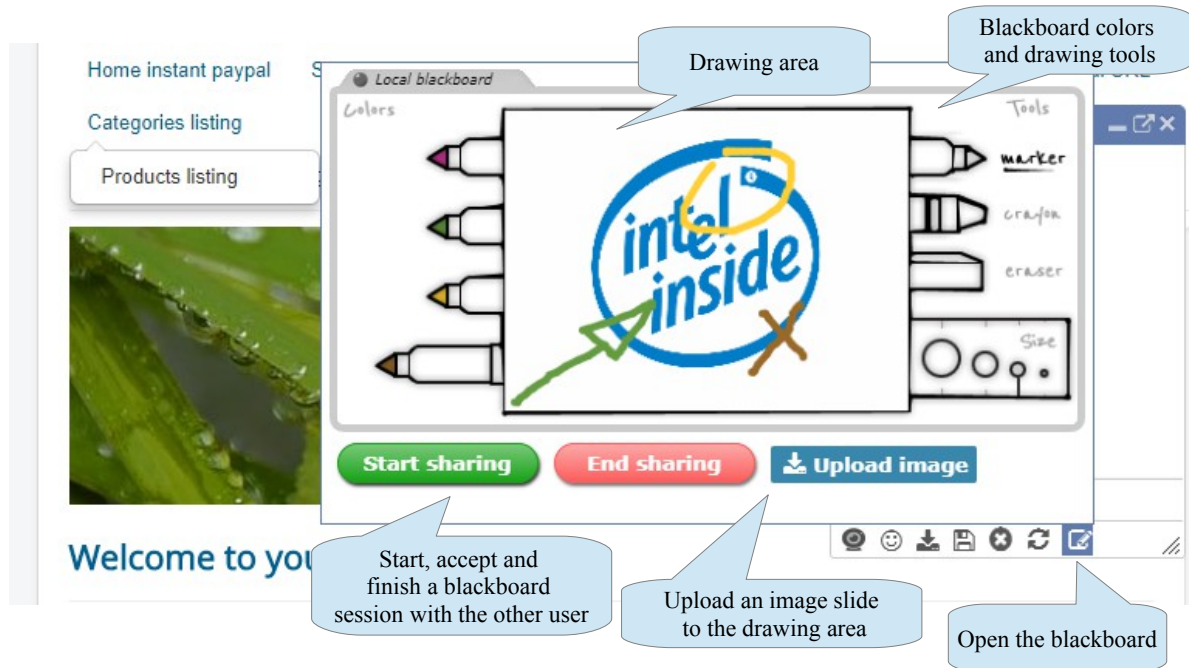 Blackboard colors
and drawing tools
Drawing area
Home instant paypal
Local blackboard
Categories listing
Colors
Tools
Products listing
marker
crayon
eraser
intel
inside
Size
Start sharing
End sharing
Upload image
Welcome to you
Start, accept and
finish a blackboard
session with the other user
Upload an image slide
to the drawing area
Open the blackboard